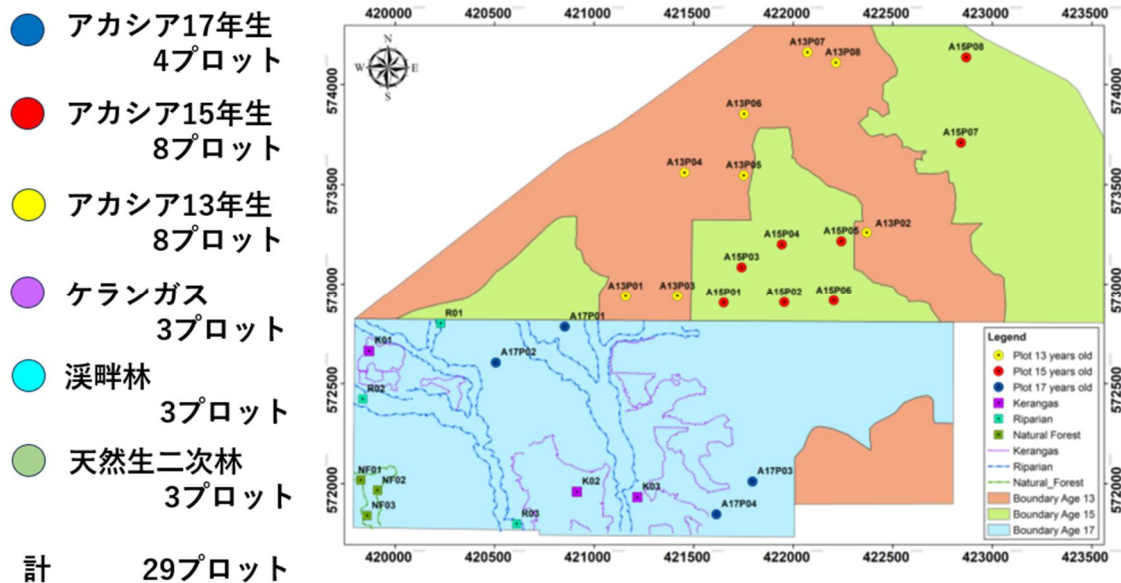 アカシア17年生
4プロット
アカシア15年生
8プロット
アカシア13年生
8プロット
ケランガス
3プロット
渓畔林
3プロット
天然生二次林
3プロット
計 29プロット
420000 420500 421000 421500 422000 422500 423000 423500
N
W E
S
574000
573500
573000
572500
572000
574000
573500
573000
572500
572000
A13P07
A13P08
A15P08
A13P06
A15P07
A13P04
A13P05
A13P02
A15P04
A15P05
A15P03
A13P01
A13P03
A15P01
A15P02
A15P06
R01
A17P01
K01
A17P02
R02
NF01
NF02
NF03
K02
K03
R03
A17P03
A17P04
Legend
Plot 13 years old
Plot 15 years old
Plot 17 years old
Kerangas
Riparian
Natural Forest
Kerangas
Riparian
Natural_Forest
Boundary Age 13
Boundary Age 15
Boundary Age 17
420000 420500 421000 421500 422000 422500 423000 423500